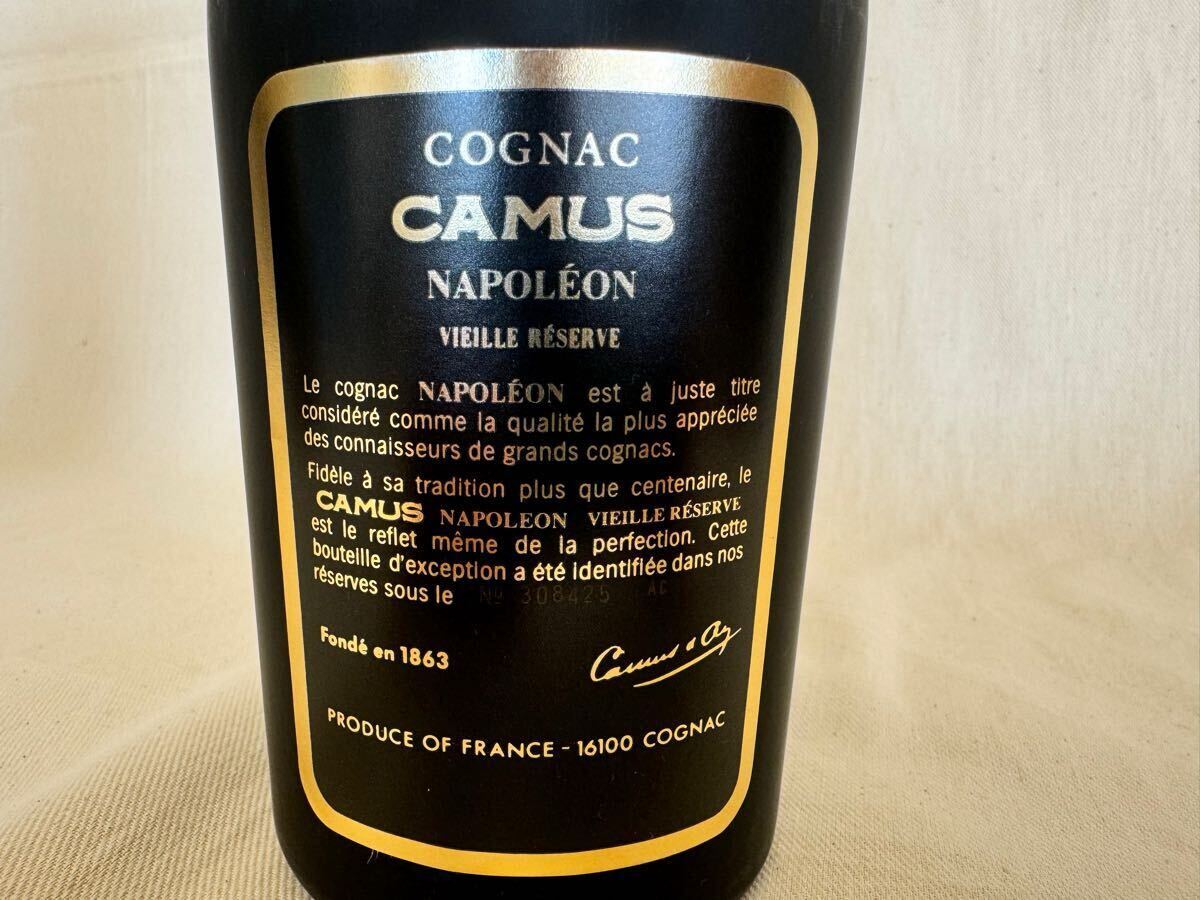 COGNAC
CAMUS
NAPOLÉON
VIEILLE RÉSERVE
Le cognac NAPOLÉON est à juste titre
considéré comme la qualité la plus appréciée
des connaisseurs de grands cognacs.
Fidèle à sa tradition plus que centenaire, le
CAMUS NAPOLEON VIEILLE RÉSERVE
est le reflet même de la perfection. Cette
bouteille d'exception a été identifiée dans nos
réserves sous le Nº 308425 AC
Fondé en 1863
PRODUCE OF FRANCE - 16100 COGNAC